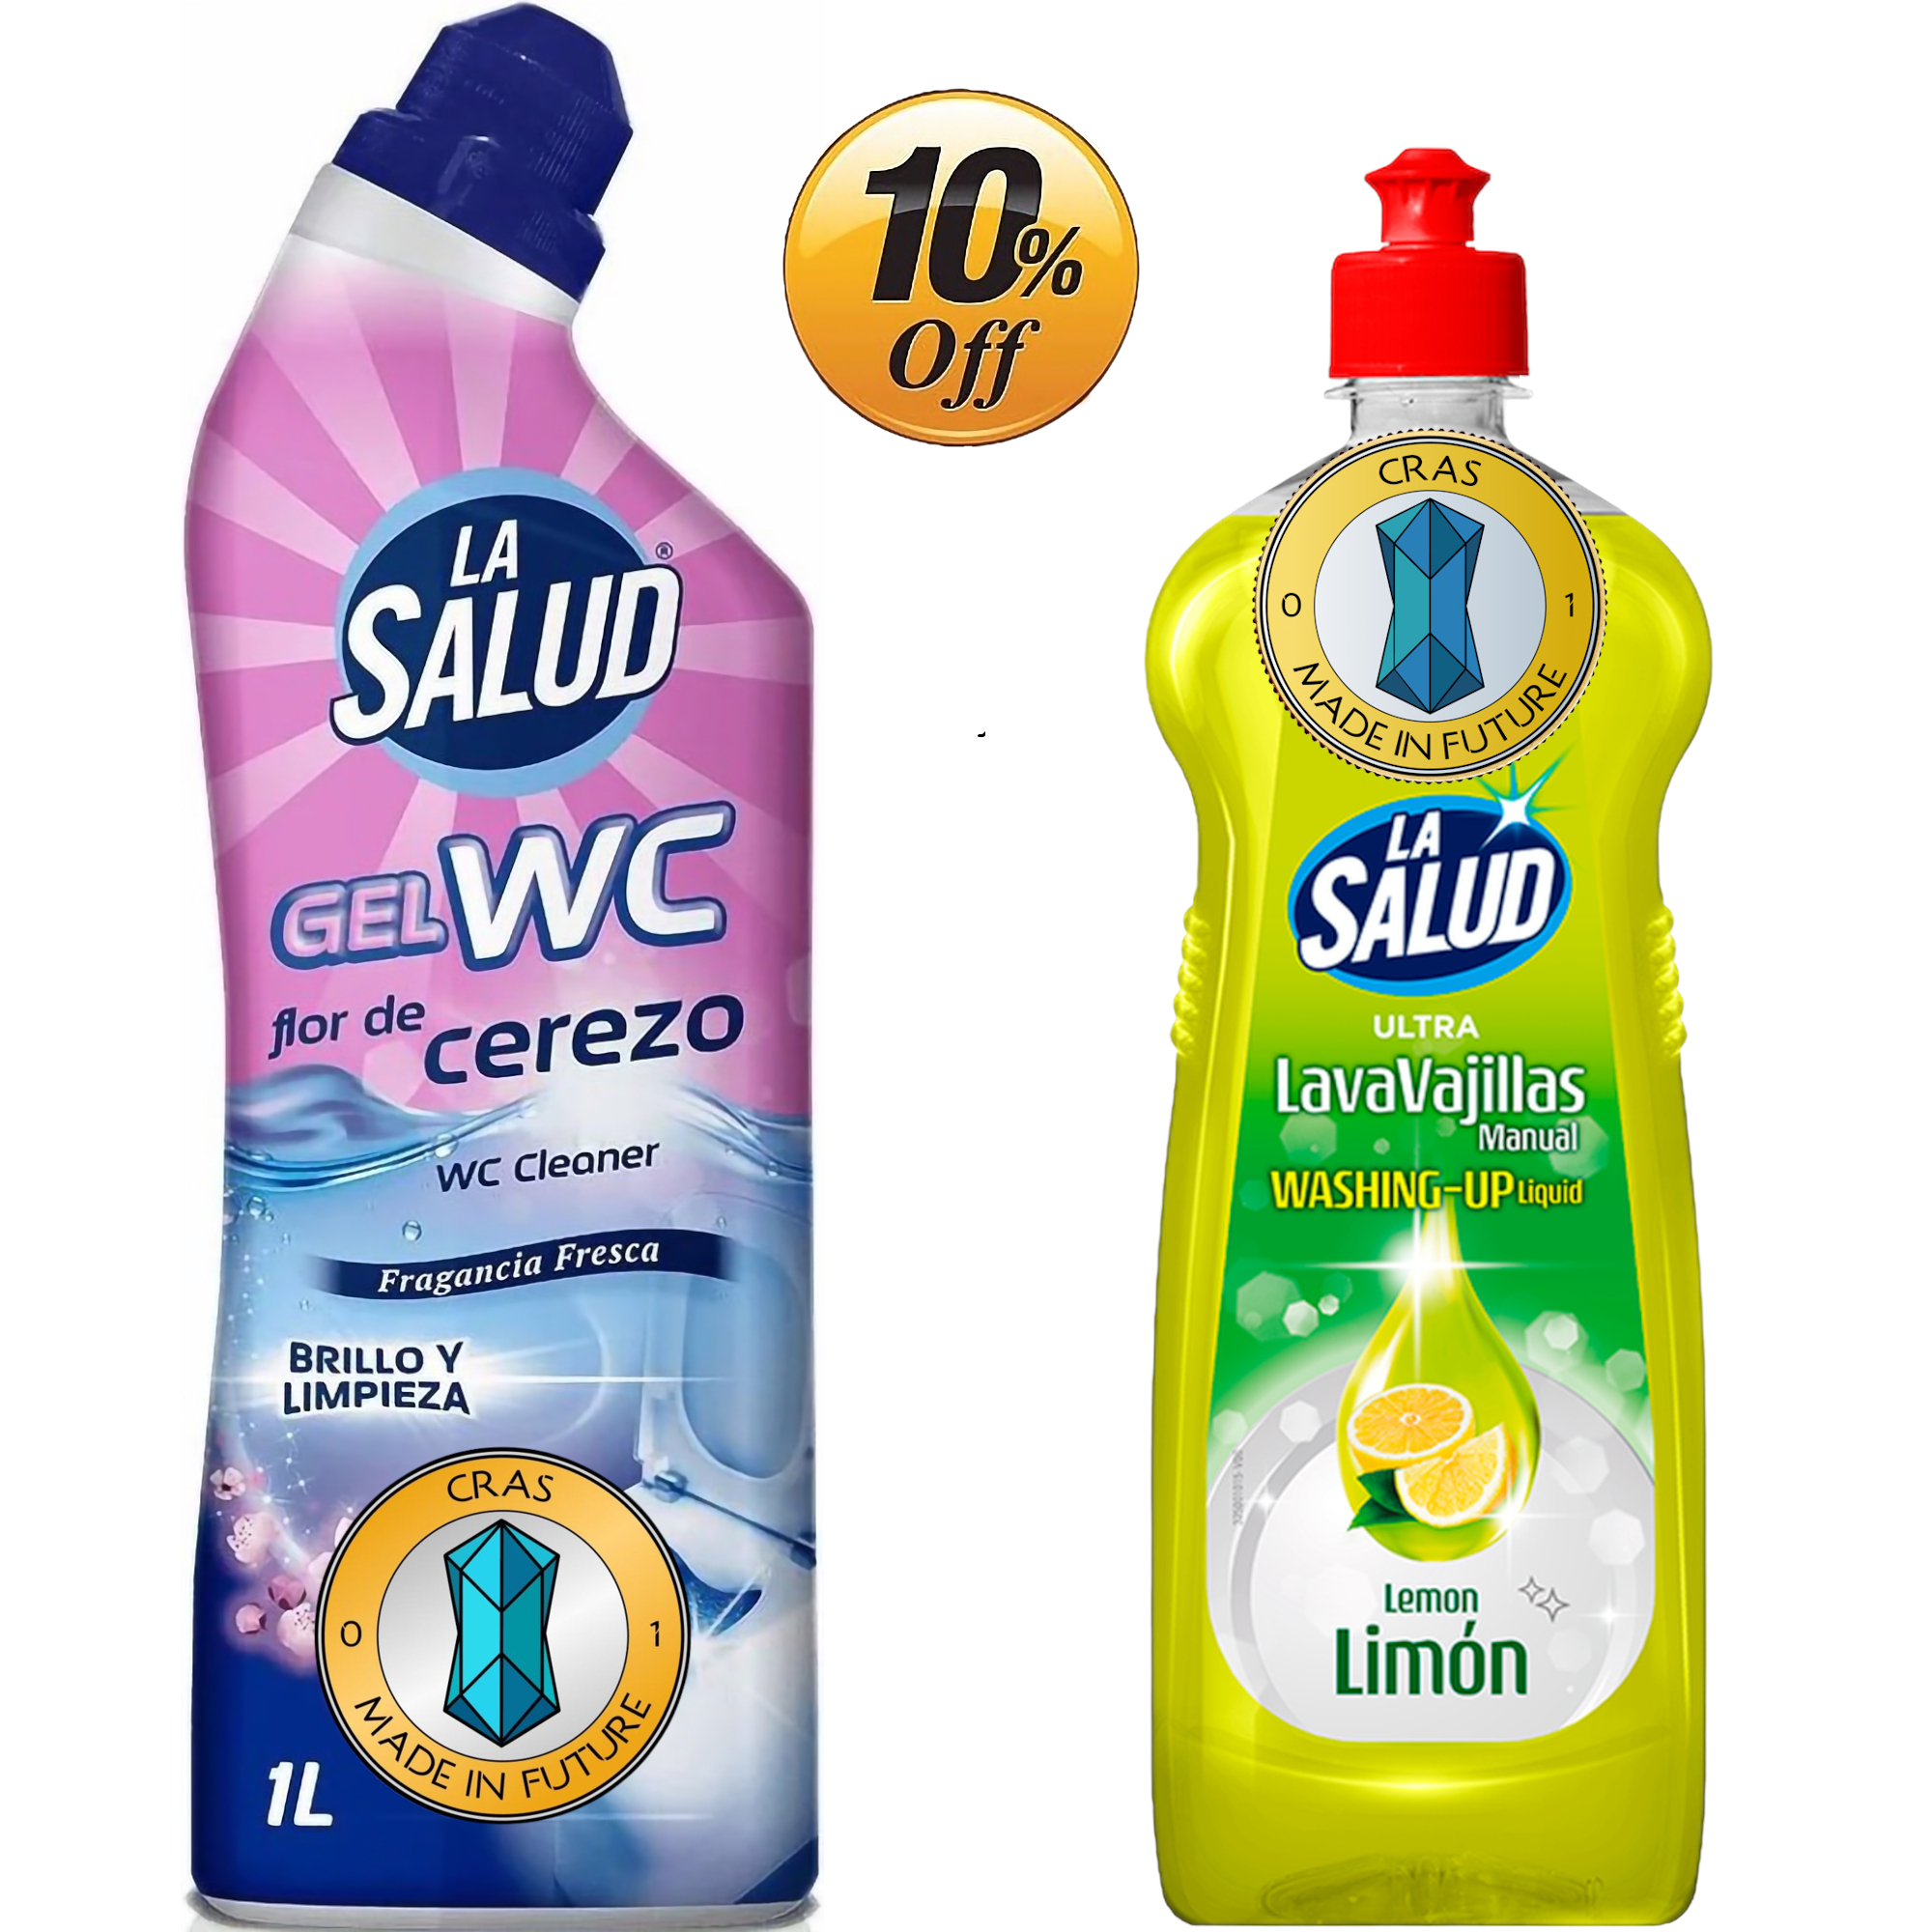 10%
Off
LA
SALUD®
GEL WC
flor de cerezo
WC Cleaner
Fragancia Fresca
BRILLO Y
LIMPIEZA
CRAS
0 1
MADE IN FUTURE
1L
CRAS
0 1
MADE IN FUTURE
LA
SALUD
ULTRA
LavaVajillas
Manual
WASHING-UP Liquid
Lemon
Limón